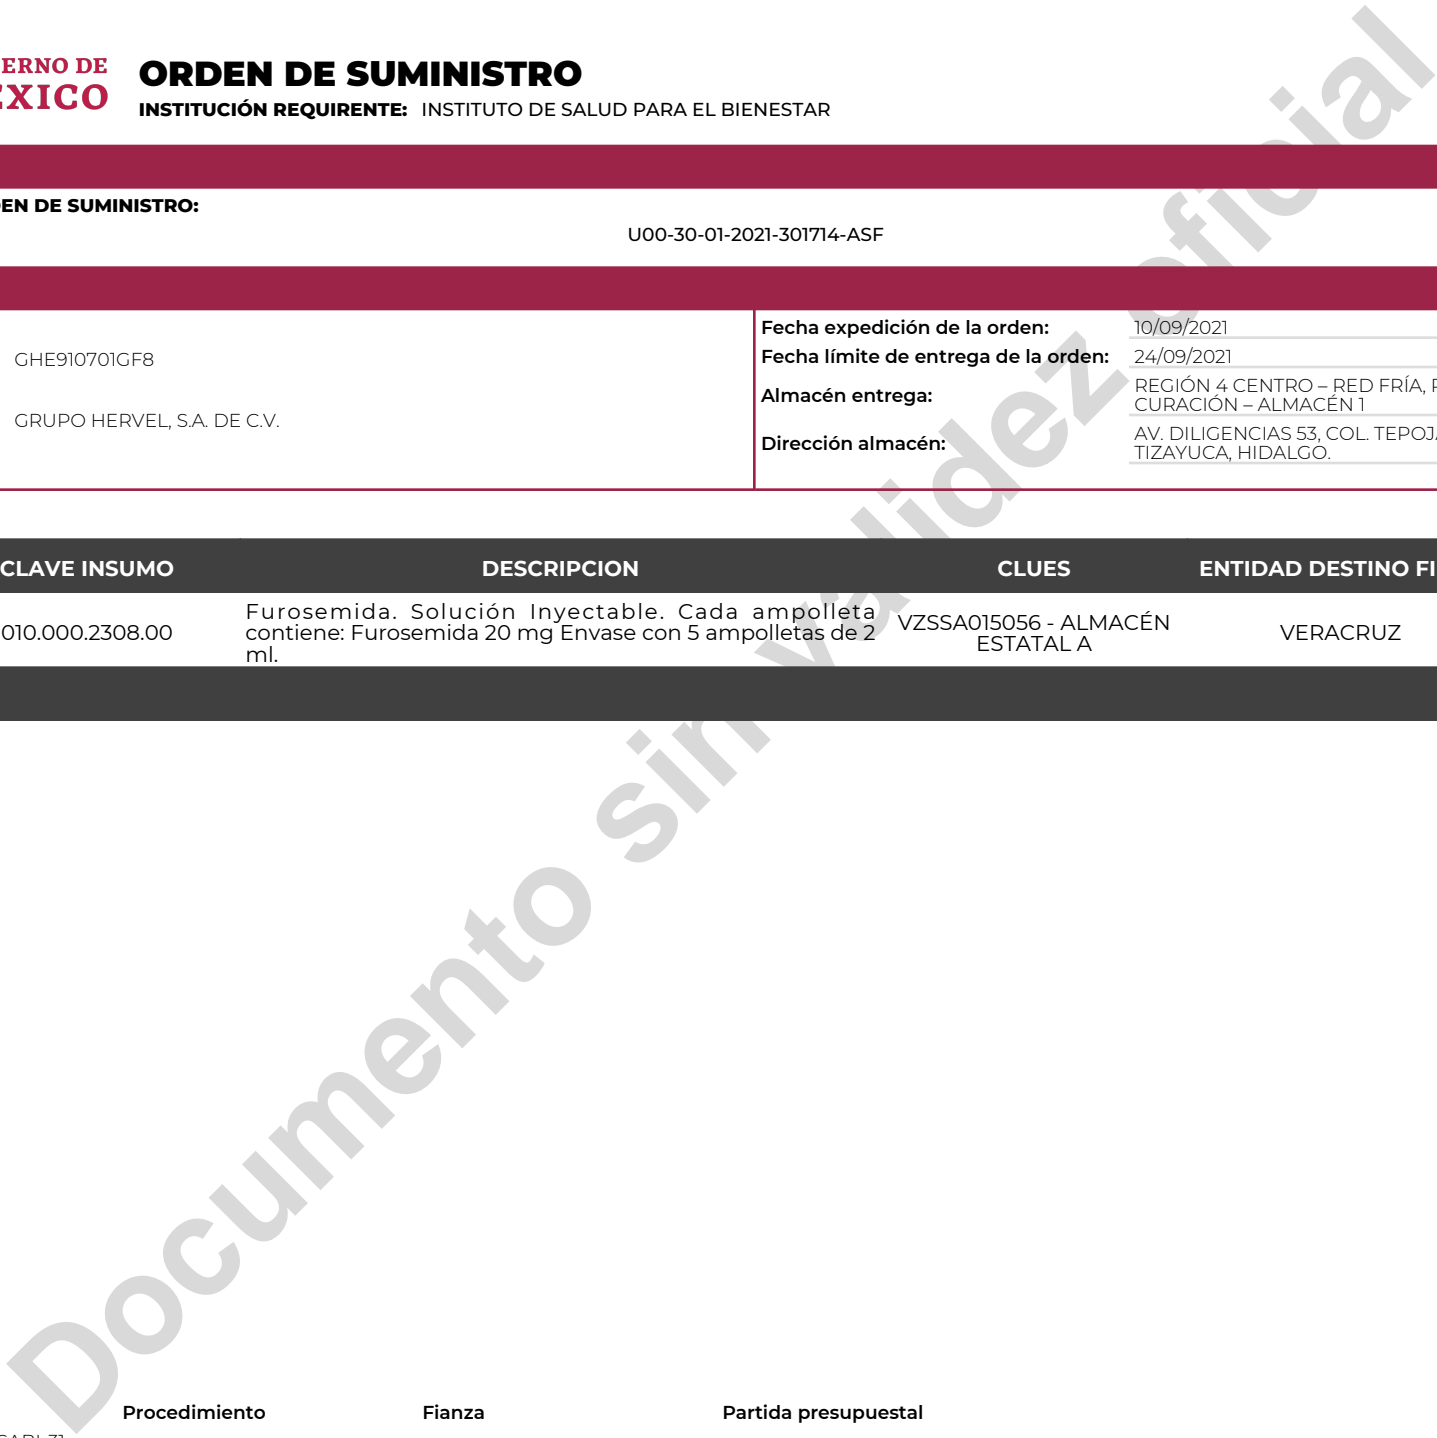 ERNO DE
ÉXICO
ORDEN DE SUMINISTRO
INSTITUCIÓN REQUIRENTE: INSTITUTO DE SALUD PARA EL BIENESTAR
EN DE SUMINISTRO:
U00-30-01-2021-301714-ASF
GHE910701GF8
GRUPO HERVEL, S.A. DE C.V.
Fecha expedición de la orden: 10/09/2021
Fecha límite de entrega de la orden: 24/09/2021
Almacén entrega: REGIÓN 4 CENTRO – RED FRÍA,
CURACIÓN – ALMACÉN 1
Dirección almacén: AV. DILIGENCIAS 53, COL. TEPOJ
TIZAYUCA, HIDALGO.
CLAVE INSUMO DESCRIPCION CLUES ENTIDAD DESTINO FI
010.000.2308.00
Furosemida. Solución Inyectable. Cada ampolleta
contiene: Furosemida 20 mg Envase con 5 ampolletas de 2
ml.
VZSSA015056 - ALMACÉN
ESTATAL A
VERACRUZ
Documento sin validez oficial
Procedimiento Fianza Partida presupuestal